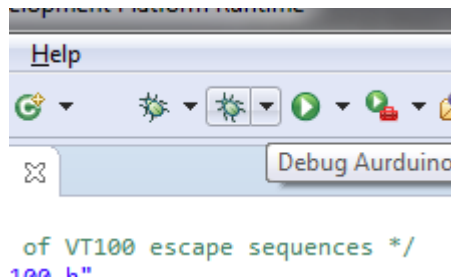 elopment Platform Runtime
Help
Debug Aurduino
of VT100 escape sequences */
100.h"